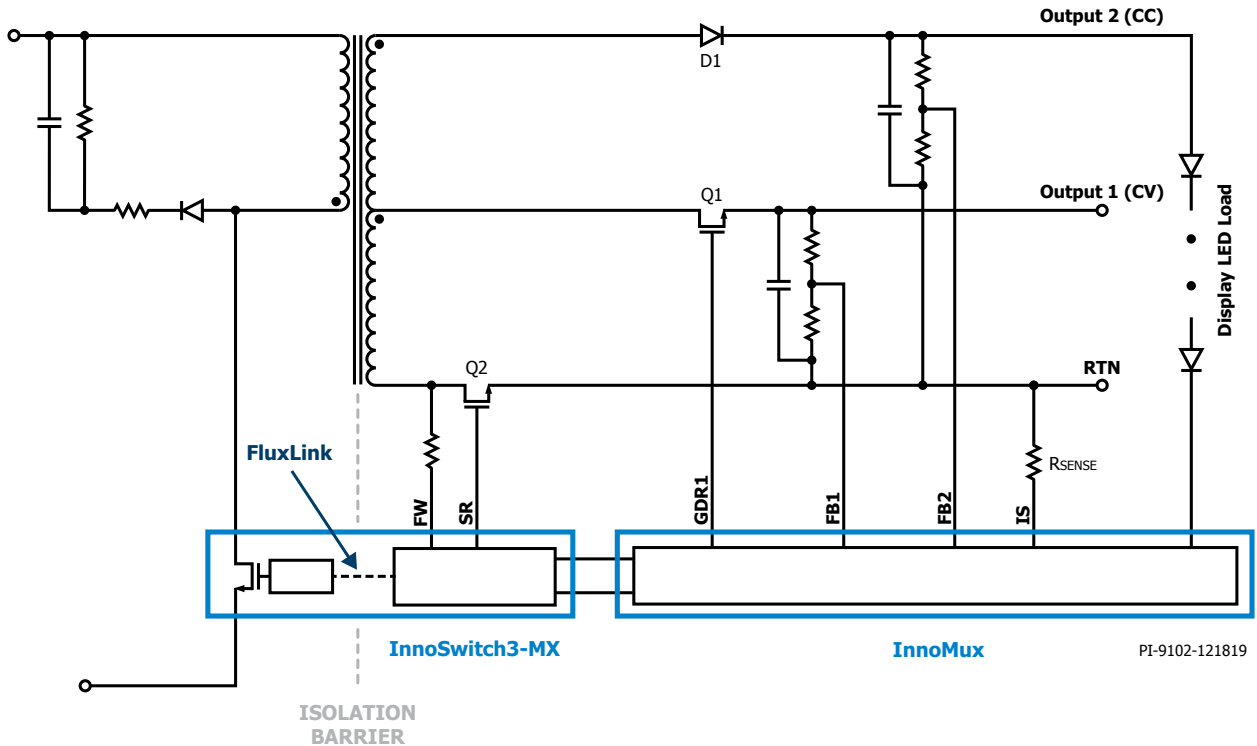 Output 2 (CC)
D1
Q1
Output 1 (CV)
Display LED Load
Q2
RTN
FluxLink
RSENSE
FW
SR
GDR1
FB1
FB2
IS
InnoSwitch3-MX
InnoMux
PI-9102-121819
ISOLATION
BARRIER